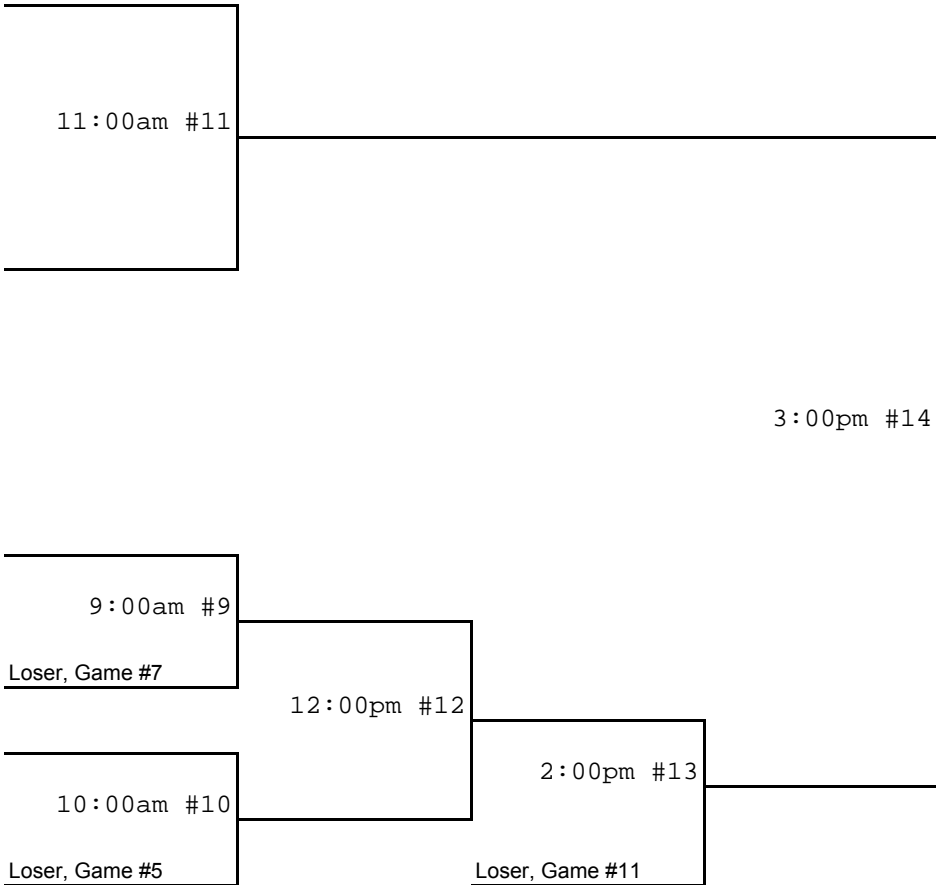 11:00am #11
3:00pm #14
9:00am #9
Loser, Game #7
12:00pm #12
2:00pm #13
10:00am #10
Loser, Game #5
Loser, Game #11